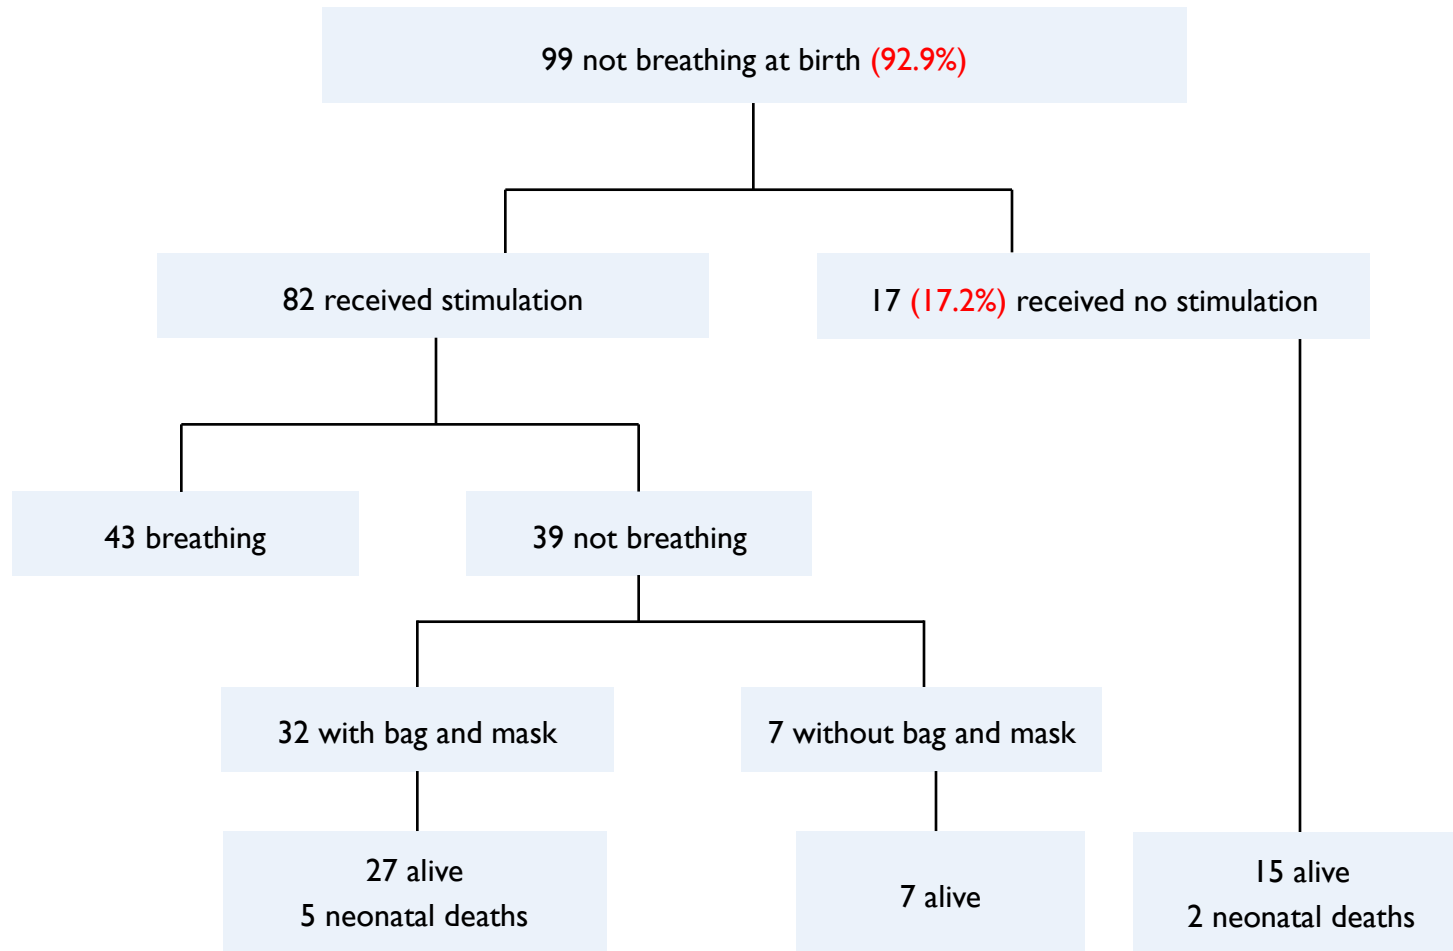 99 not breathing at birth (92.9%)
82 received stimulation
17 (17.2%) received no stimulation
43 breathing
39 not breathing
32 with bag and mask
7 without bag and mask
27 alive
5 neonatal deaths
7 alive
15 alive
2 neonatal deaths